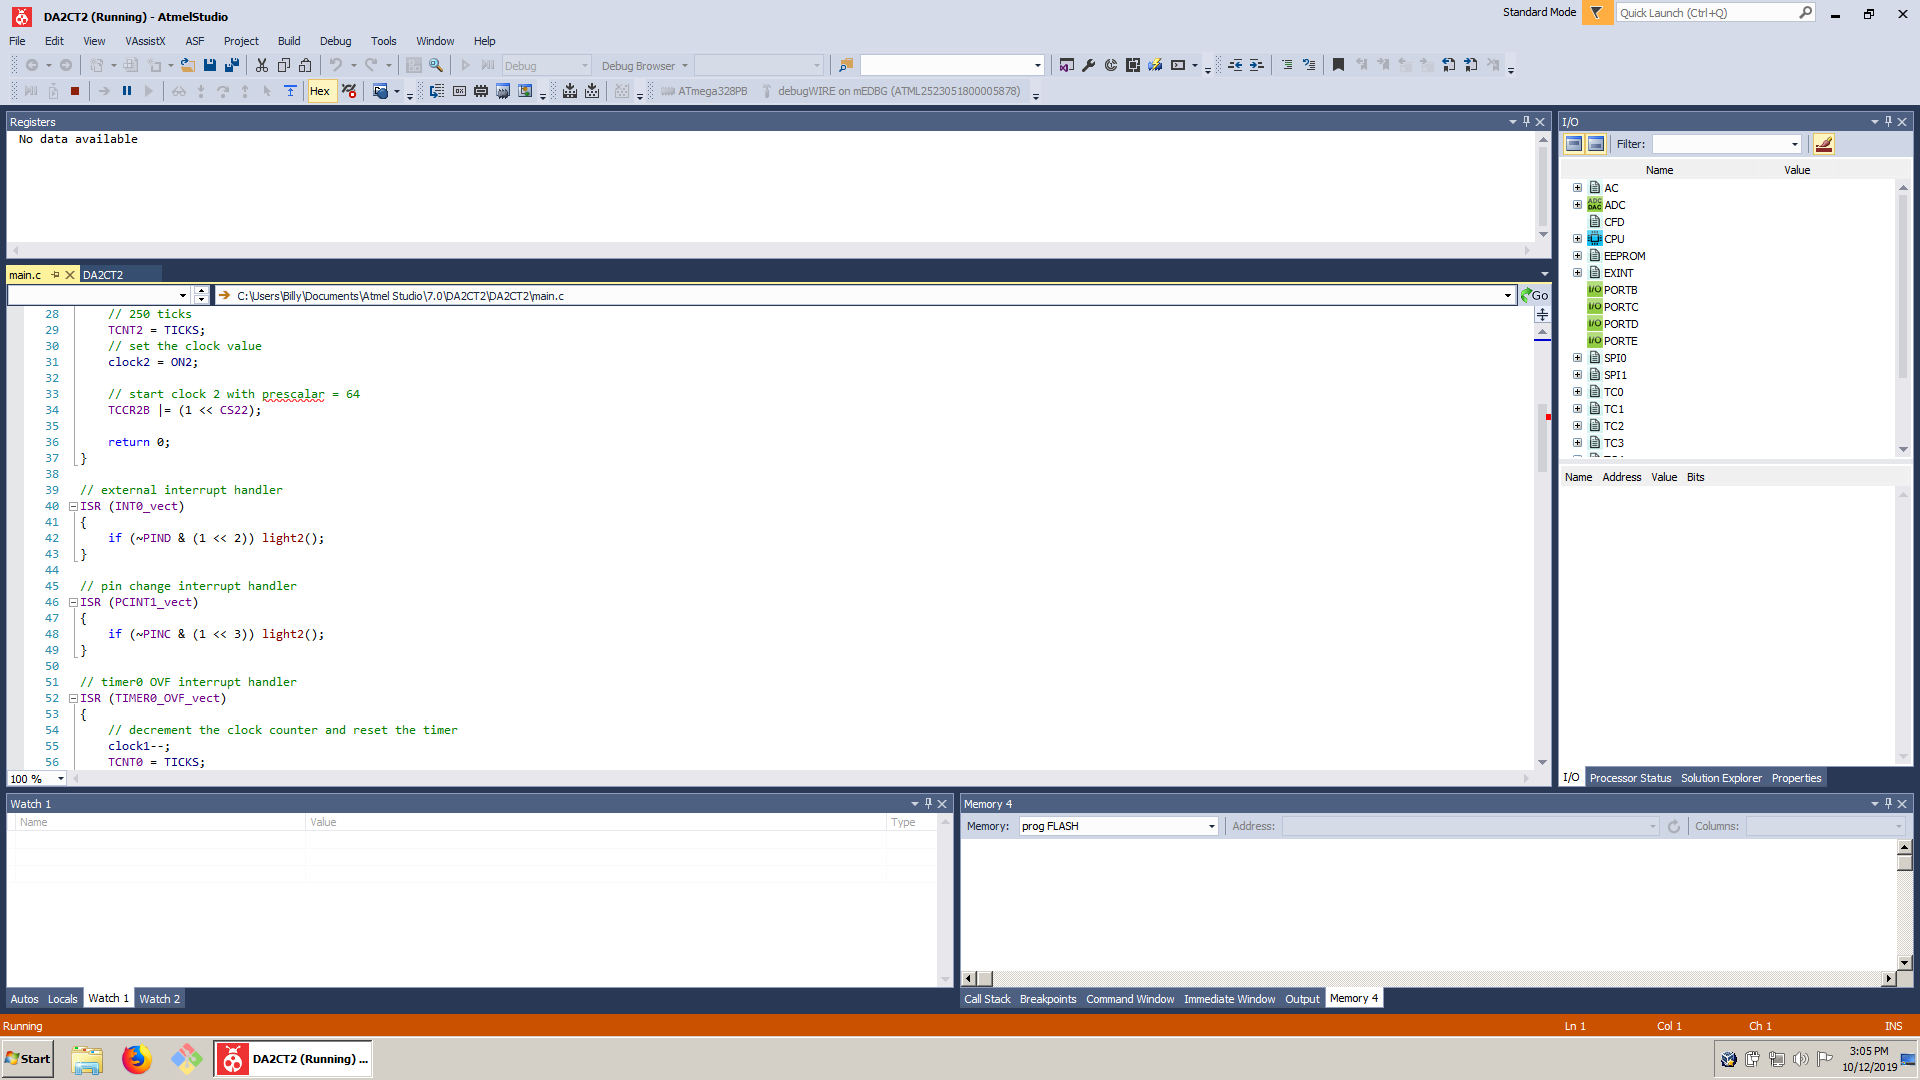 DA2CT2 (Running) - AtmelStudio
Standard Mode
Quick Launch (Ctrl+Q)
File Edit View VAssistX ASF Project Build Debug Tools Window Help
Debug Debug Browser
Hex ATmega328PB debugWIRE on mEDBG (ATML2523051800005878)
Registers
No data available
main.c DA2CT2
C:\Users\Billy\Documents\Atmel Studio\7.0\DA2CT2\DA2CT2\main.c Go
28 // 250 ticks
29 TCNT2 = TICKS;
30 // set the clock value
31 clock2 = ON2;
32
33 // start clock 2 with prescalar = 64
34 TCCR2B |= (1 << CS22);
35
36 return 0;
37 }
38
39 // external interrupt handler
40 ISR (INT0_vect)
41 {
42 if (~PIND & (1 << 2)) light2();
43 }
44
45 // pin change interrupt handler
46 ISR (PCINT1_vect)
47 {
48 if (~PINC & (1 << 3)) light2();
49 }
50
51 // timer0 OVF interrupt handler
52 ISR (TIMER0_OVF_vect)
53 {
54 // decrement the clock counter and reset the timer
55 clock1--;
56 TCNT0 = TICKS;
100 %
I/O
Filter:
Name Value
AC
ADC
CFD
CPU
EEPROM
EXINT
PORTB
PORTC
PORTD
PORTE
SPI0
SPI1
TC0
TC1
TC2
TC3
Name Address Value Bits
I/O Processor Status Solution Explorer Properties
Watch 1
Name Value Type
Autos Locals Watch 1 Watch 2
Memory 4
Memory: prog FLASH Address: Columns:
Call Stack Breakpoints Command Window Immediate Window Output Memory 4
Running Ln 1 Col 1 Ch 1 INS
Start DA2CT2 (Running) ...
3:05 PM
10/12/2019